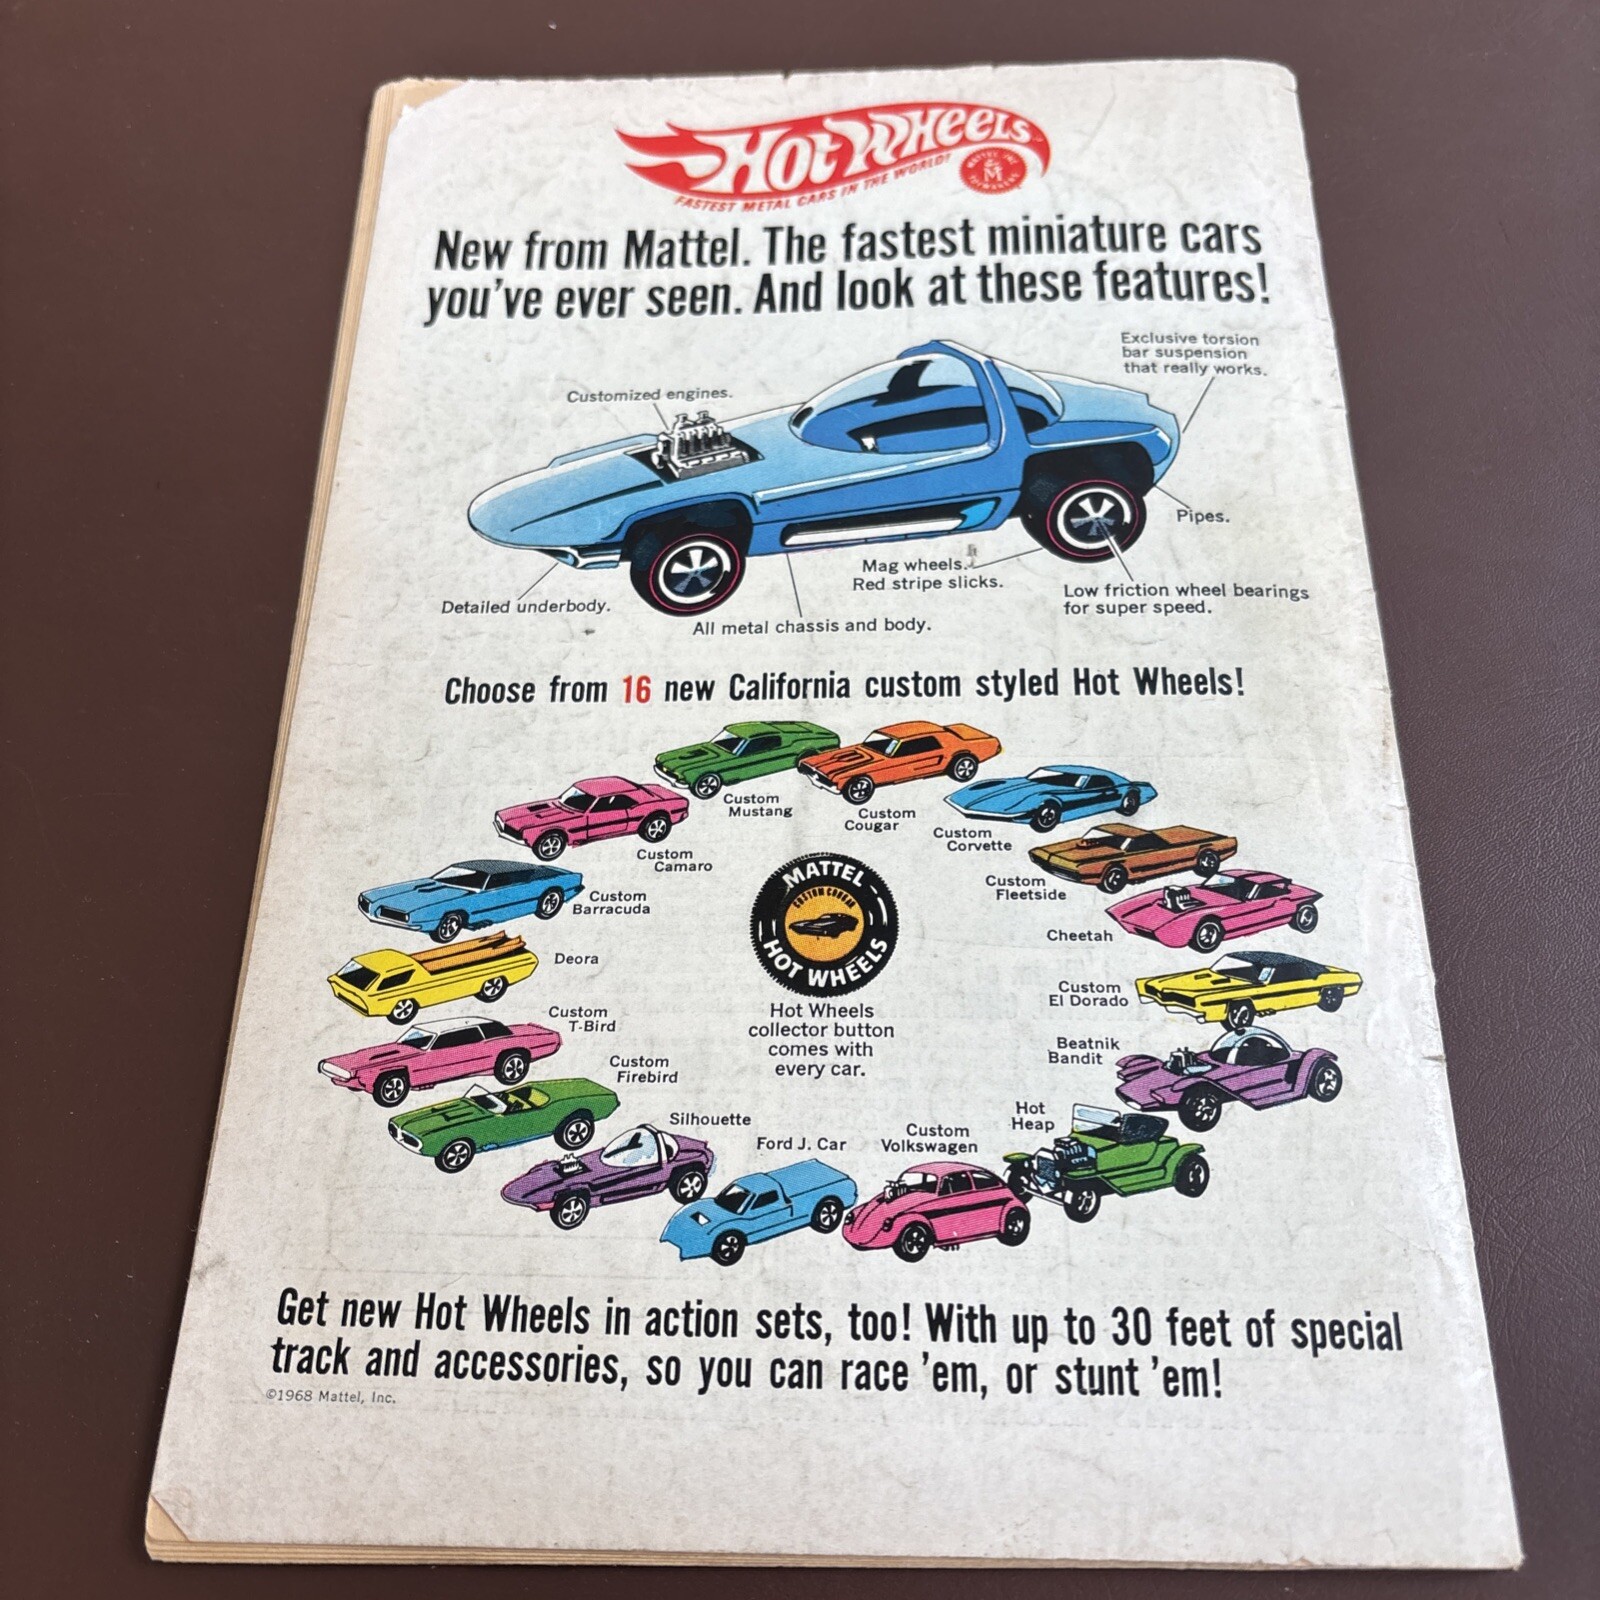 HOT WHEELS
FASTEST METAL CARS IN THE WORLD!
MATTEL INC
M
TOYMAKERS
New from Mattel. The fastest miniature cars
you've ever seen. And look at these features!
Exclusive torsion
bar suspension
that really works.
Customized engines.
Pipes.
Mag wheels.
Red stripe slicks.
Low friction wheel bearings
for super speed.
Detailed underbody.
All metal chassis and body.
Choose from 16 new California custom styled Hot Wheels!
Custom
Mustang
Custom
Cougar
Custom
Corvette
Custom
Camaro
Custom
Fleetside
Custom
Barracuda
Cheetah
Deora
Custom
El Dorado
Custom
T-Bird
Beatnik
Bandit
Custom
Firebird
Hot
Heap
Silhouette
Ford J. Car
Custom
Volkswagen
MATTEL
CUSTOM COUGAR
HOT WHEELS
Hot Wheels
collector button
comes with
every car.
Get new Hot Wheels in action sets, too! With up to 30 feet of special
track and accessories, so you can race 'em, or stunt 'em!
©1968 Mattel, Inc.